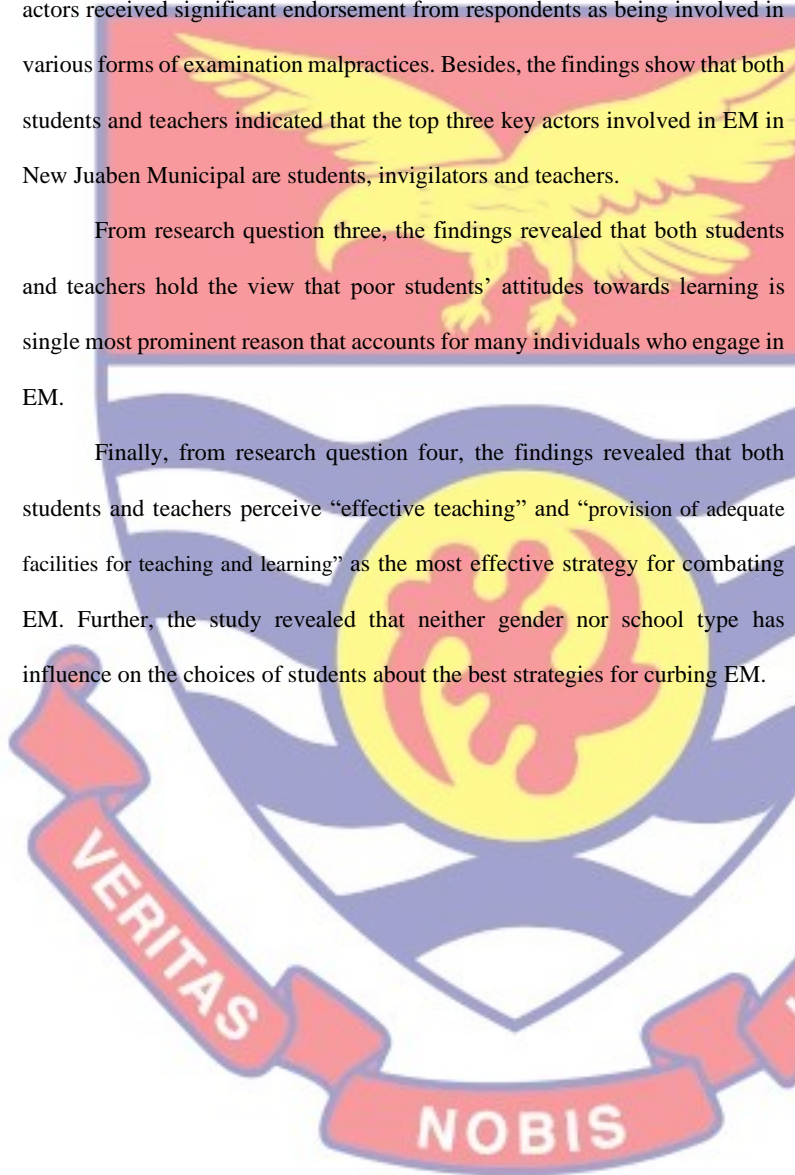 actors received significant endorsement from respondents as being involved in
various forms of examination malpractices. Besides, the findings show that both
students and teachers indicated that the top three key actors involved in EM in
New Juaben Municipal are students, invigilators and teachers.
From research question three, the findings revealed that both students
and teachers hold the view that poor students’ attitudes towards learning is
single most prominent reason that accounts for many individuals who engage in
EM.
Finally, from research question four, the findings revealed that both
students and teachers perceive “effective teaching” and “provision of adequate
facilities for teaching and learning” as the most effective strategy for combating
EM. Further, the study revealed that neither gender nor school type has
influence on the choices of students about the best strategies for curbing EM.
VERITAS
NOBIS